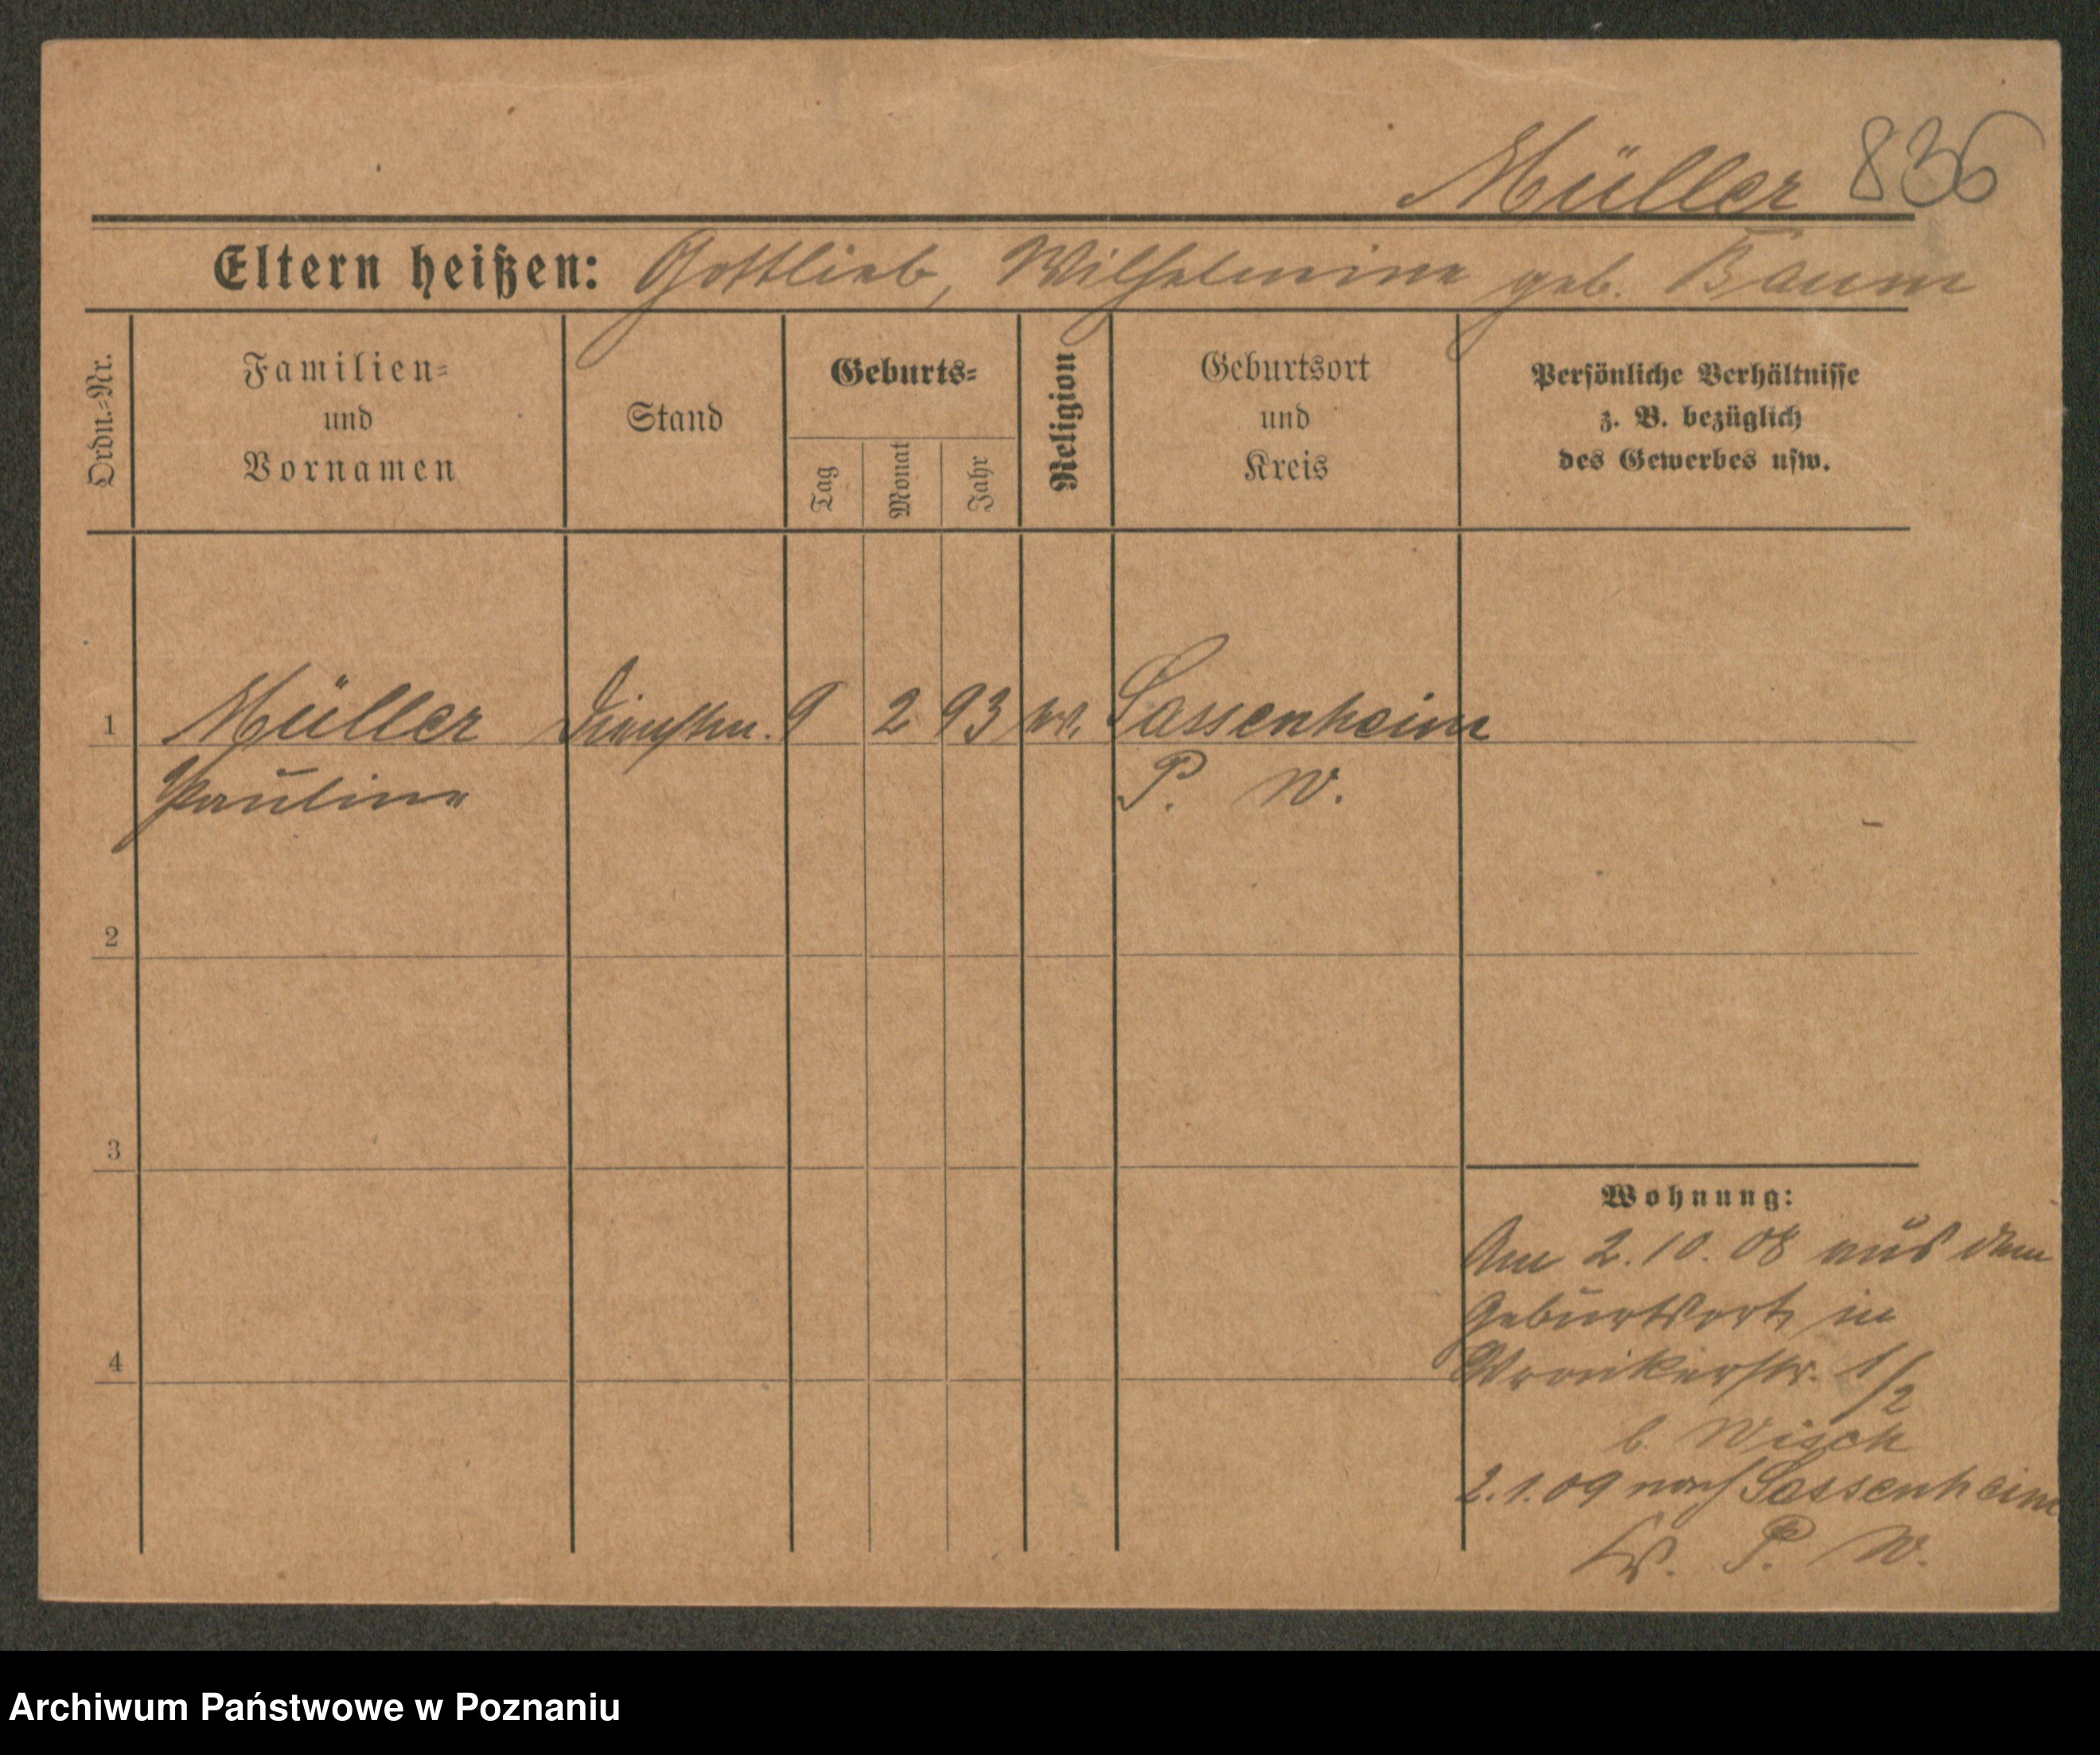 Müller 836
Eltern heißen: Gottlieb, Wilhelmine geb. Baum
Ordn.-Nr.
Familien-
und
Vornamen
Stand
Geburts-
Tag
Monat
Jahr
Religion
Geburtsort
und
Kreis
Persönliche Verhältnisse
z. B. bezüglich
des Gewerbes usw.
1 Müller Dienstm. 9 2 93 ev. Sassenheim
Pauline P. W.
2
3
4
Wohnung:
Am 2.10.08 aus dem
Geburtsort in
Wronkerstr. 1/2
b. Wisch
2.1.09 nach Sassenheim
Kr. P. W.
Archiwum Państwowe w Poznaniu